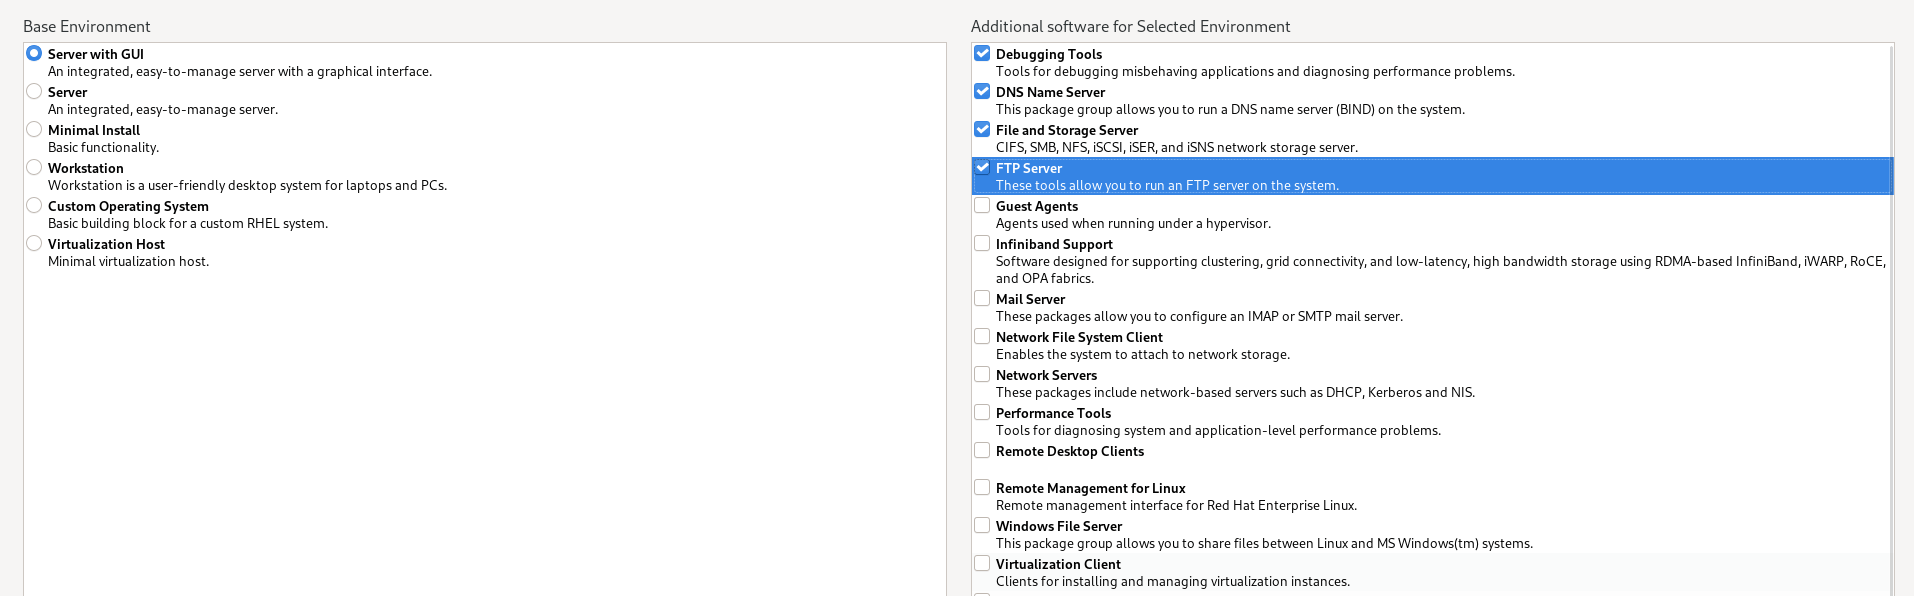 Base Environment
Server with GUI
An integrated, easy-to-manage server with a graphical interface.
Server
An integrated, easy-to-manage server.
Minimal Install
Basic functionality.
Workstation
Workstation is a user-friendly desktop system for laptops and PCs.
Custom Operating System
Basic building block for a custom RHEL system.
Virtualization Host
Minimal virtualization host.
Additional software for Selected Environment
Debugging Tools
Tools for debugging misbehaving applications and diagnosing performance problems.
DNS Name Server
This package group allows you to run a DNS name server (BIND) on the system.
File and Storage Server
CIFS, SMB, NFS, iSCSI, iSER, and iSNS network storage server.
FTP Server
These tools allow you to run an FTP server on the system.
Guest Agents
Agents used when running under a hypervisor.
Infiniband Support
Software designed for supporting clustering, grid connectivity, and low-latency, high bandwidth storage using RDMA-based InfiniBand, iWARP, RoCE,
and OPA fabrics.
Mail Server
These packages allow you to configure an IMAP or SMTP mail server.
Network File System Client
Enables the system to attach to network storage.
Network Servers
These packages include network-based servers such as DHCP, Kerberos and NIS.
Performance Tools
Tools for diagnosing system and application-level performance problems.
Remote Desktop Clients
Remote Management for Linux
Remote management interface for Red Hat Enterprise Linux.
Windows File Server
This package group allows you to share files between Linux and MS Windows(tm) systems.
Virtualization Client
Clients for installing and managing virtualization instances.